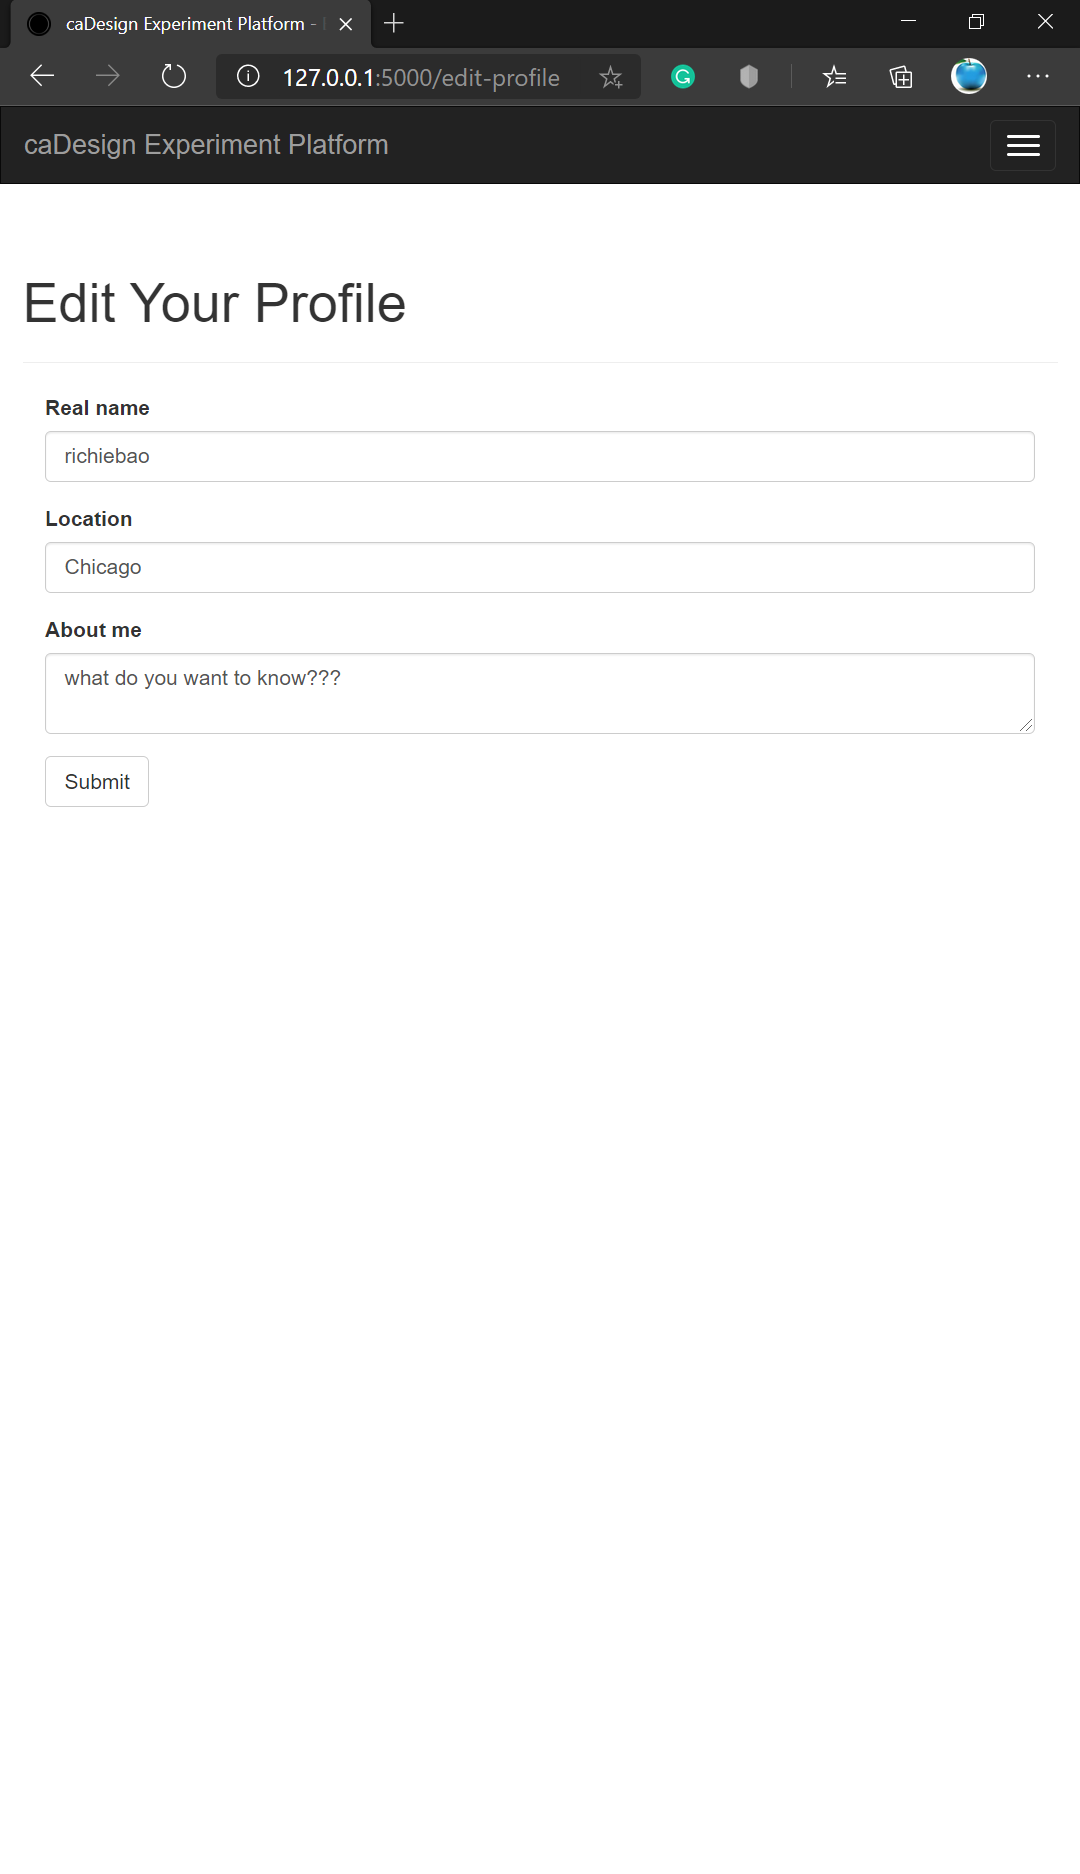 caDesign Experiment Platform -
127.0.0.1:5000/edit-profile
caDesign Experiment Platform
Edit Your Profile
Real name
richiebao
Location
Chicago
About me
what do you want to know???
Submit